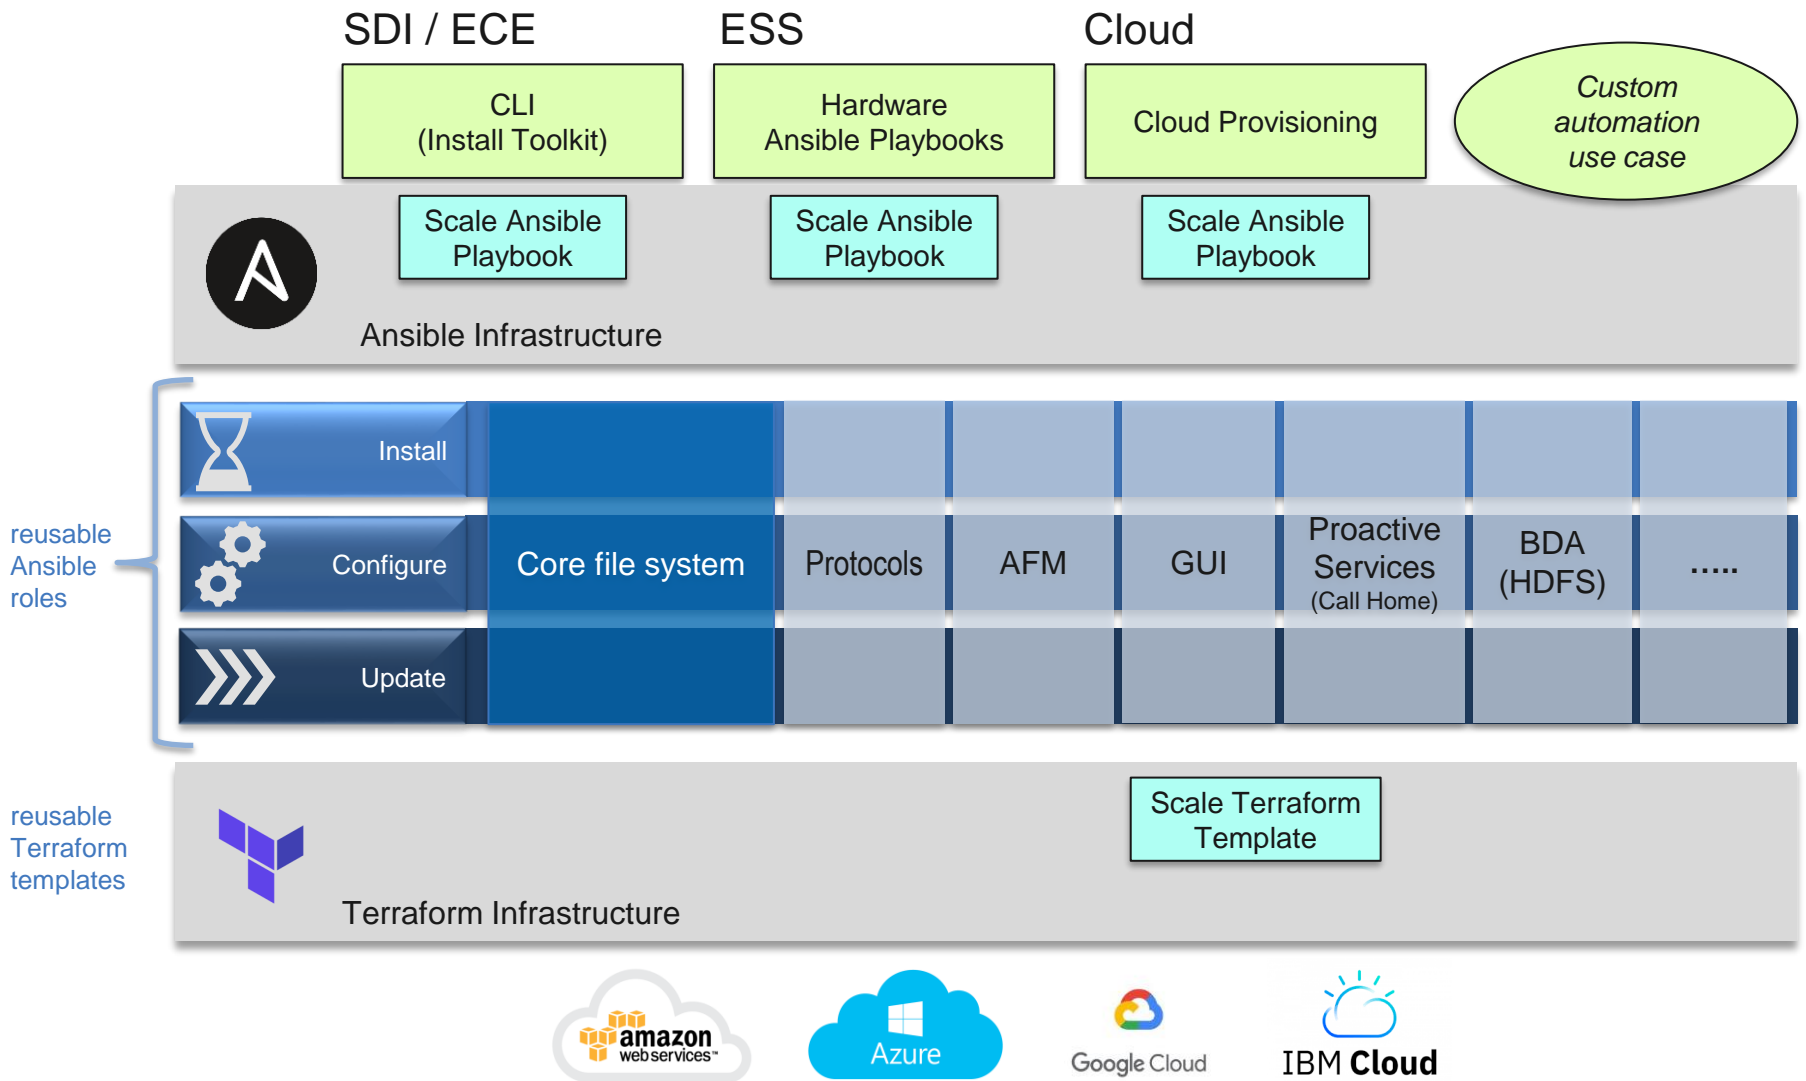 SDI / ECE
ESS
Cloud
CLI
(Install Toolkit)
Hardware
Ansible Playbooks
Cloud Provisioning
Custom
automation
use case
Scale Ansible
Playbook
Scale Ansible
Playbook
Scale Ansible
Playbook
Ansible Infrastructure
reusable
Ansible
roles
Install
Configure
Update
Core file system
Protocols
AFM
GUI
Proactive
Services
(Call Home)
BDA
(HDFS)
.....
reusable
Terraform
templates
Scale Terraform
Template
Terraform Infrastructure
amazon
webservices™
Azure
Google Cloud
IBM Cloud